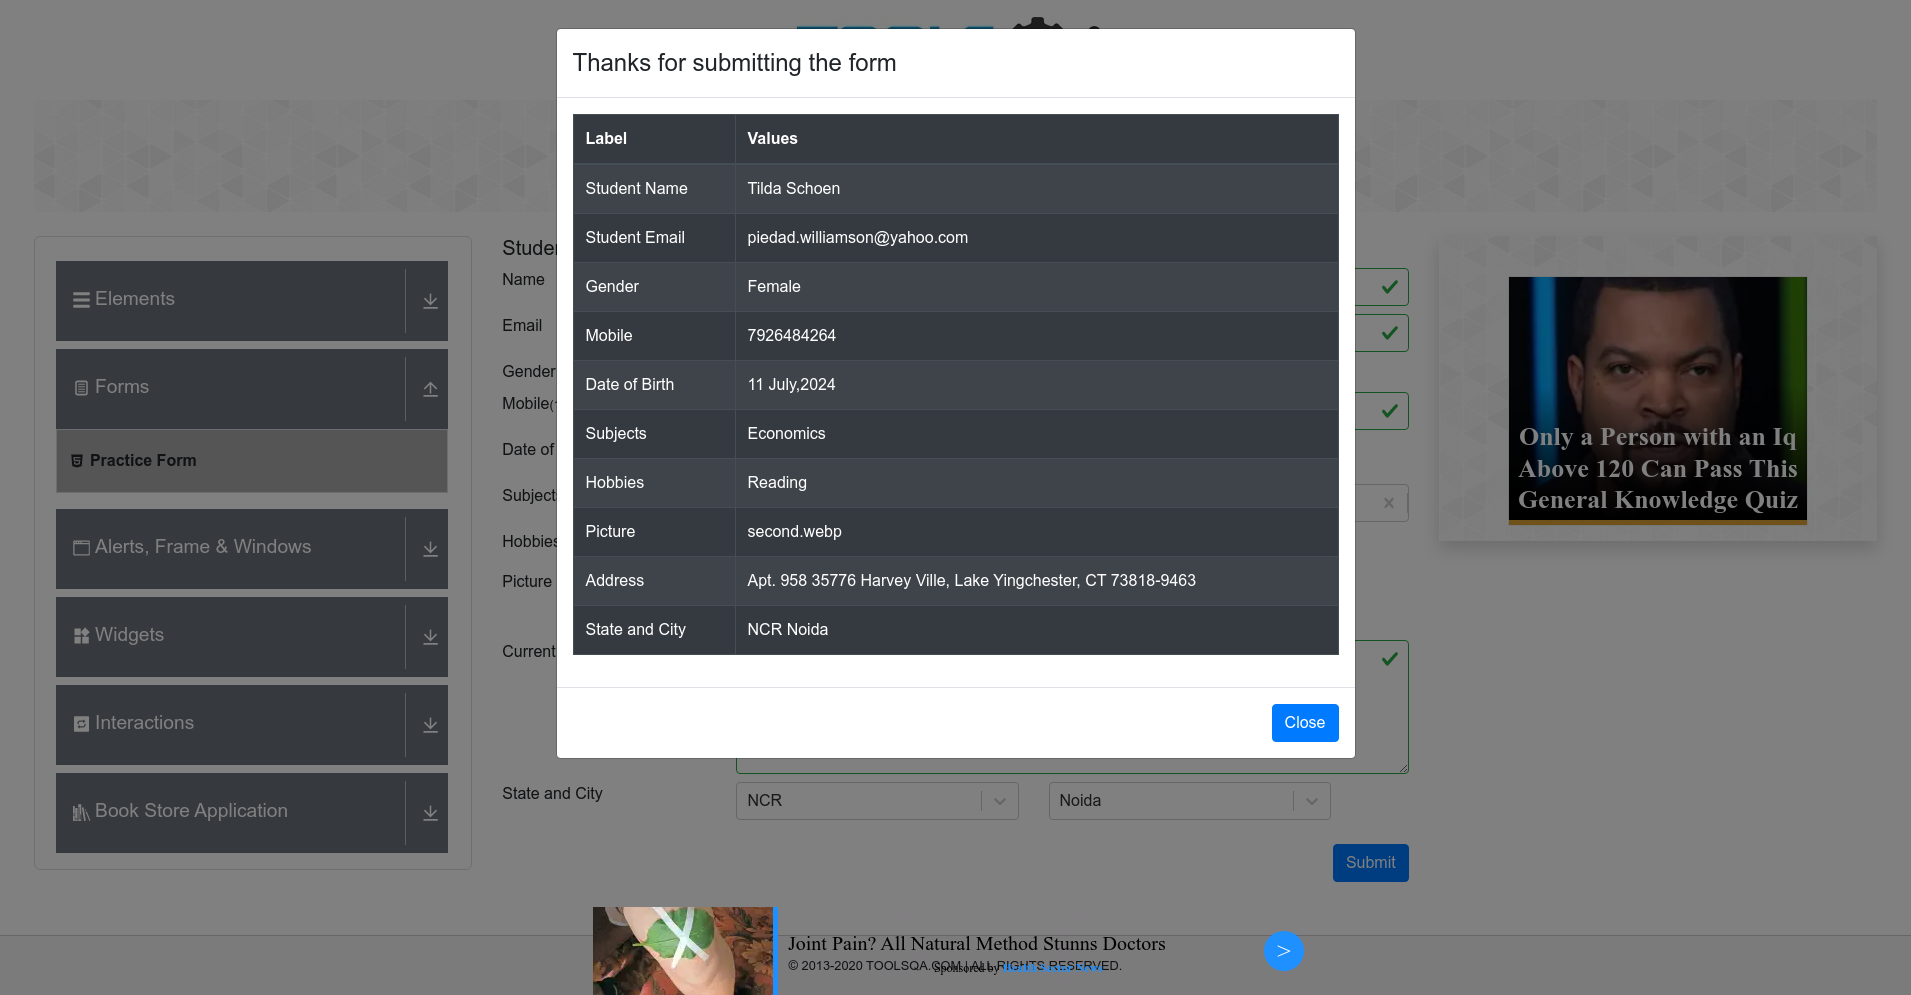 Thanks for submitting the form
Label Values
Student Name Tilda Schoen
Student Email piedad.williamson@yahoo.com
Gender Female
Mobile 7926484264
Date of Birth 11 July,2024
Subjects Economics
Hobbies Reading
Picture second.webp
Address Apt. 958 35776 Harvey Ville, Lake Yingchester, CT 73818-9463
State and City NCR Noida
Close
Elements
Forms
Practice Form
Alerts, Frame & Windows
Widgets
Interactions
Book Store Application
Name
Email
Gender
Mobile
Date of
Hobbies
Picture
Current
State and City NCR Noida
Submit
Only a Person with an Iq
Above 120 Can Pass This
General Knowledge Quiz
Joint Pain? All Natural Method Stunns Doctors
© 2013-2020 TOOLSQA.COM | ALL RIGHTS RESERVED.
Sponsored by
>